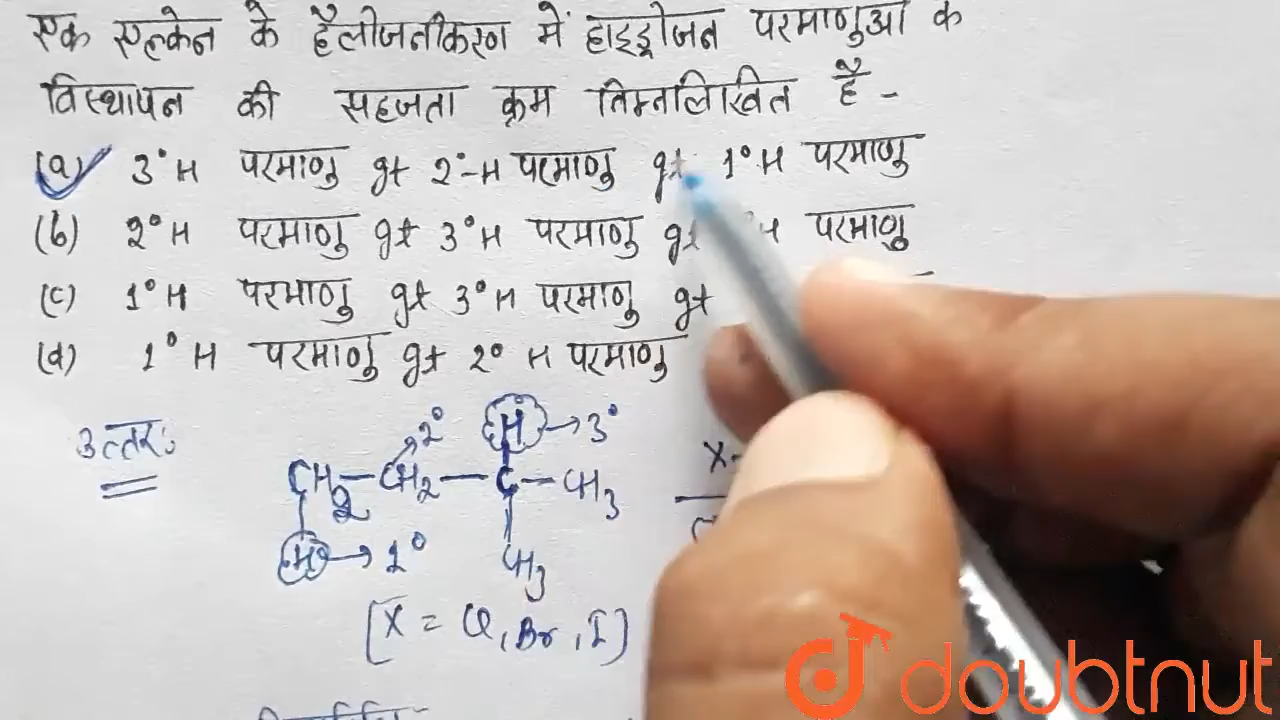 एक एल्केन के हैलोजनीकरण में हाइड्रोजन परमाणुओं के
विस्थापन की सहजता क्रम निम्नलिखित है -
(a) 3°H परमाणु gt 2°-H परमाणु gt 1°H परमाणु
(b) 2°H परमाणु gt 3°H परमाणु gt H परमाणु
(c) 1°H परमाणु gt 3°H परमाणु gt
(d) 1°H परमाणु gt 2° H परमाणु
उत्तर:
2° H → 3°
CH2 - CH2 - C - CH3
H → 1° CH3
[X = Cl, Br, I]
doubtnut